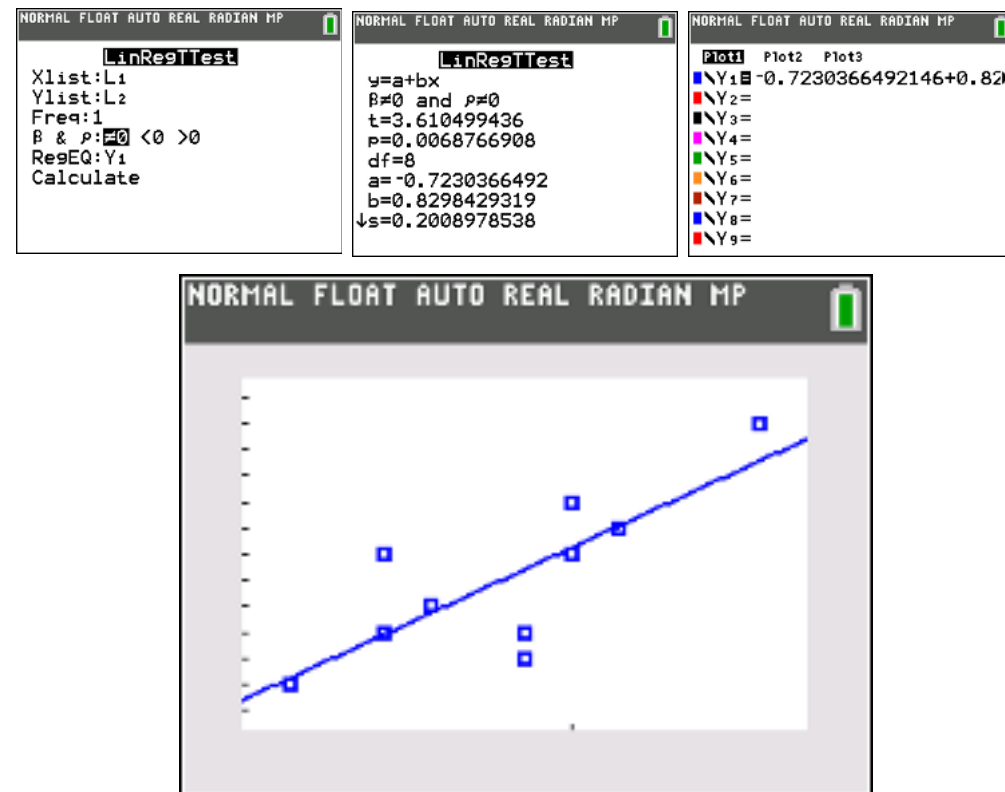 NORMAL FLOAT AUTO REAL RADIAN MP
LinRegTTest
Xlist:L₁
Ylist:L₂
Freq:1
β & ρ:≠0 <0 >0
RegEQ:Y₁
Calculate
NORMAL FLOAT AUTO REAL RADIAN MP
LinRegTTest
y=a+bx
β≠0 and ρ≠0
t=3.610499436
p=0.0068766908
df=8
a=-0.7230366492
b=0.8298429319
↓s=0.2008978538
NORMAL FLOAT AUTO REAL RADIAN MP
Plot1 Plot2 Plot3
\Y₁=-0.7230366492146+0.82
\Y₂=
\Y₃=
\Y₄=
\Y₅=
\Y₆=
\Y₇=
\Y₈=
\Y₉=
NORMAL FLOAT AUTO REAL RADIAN MP